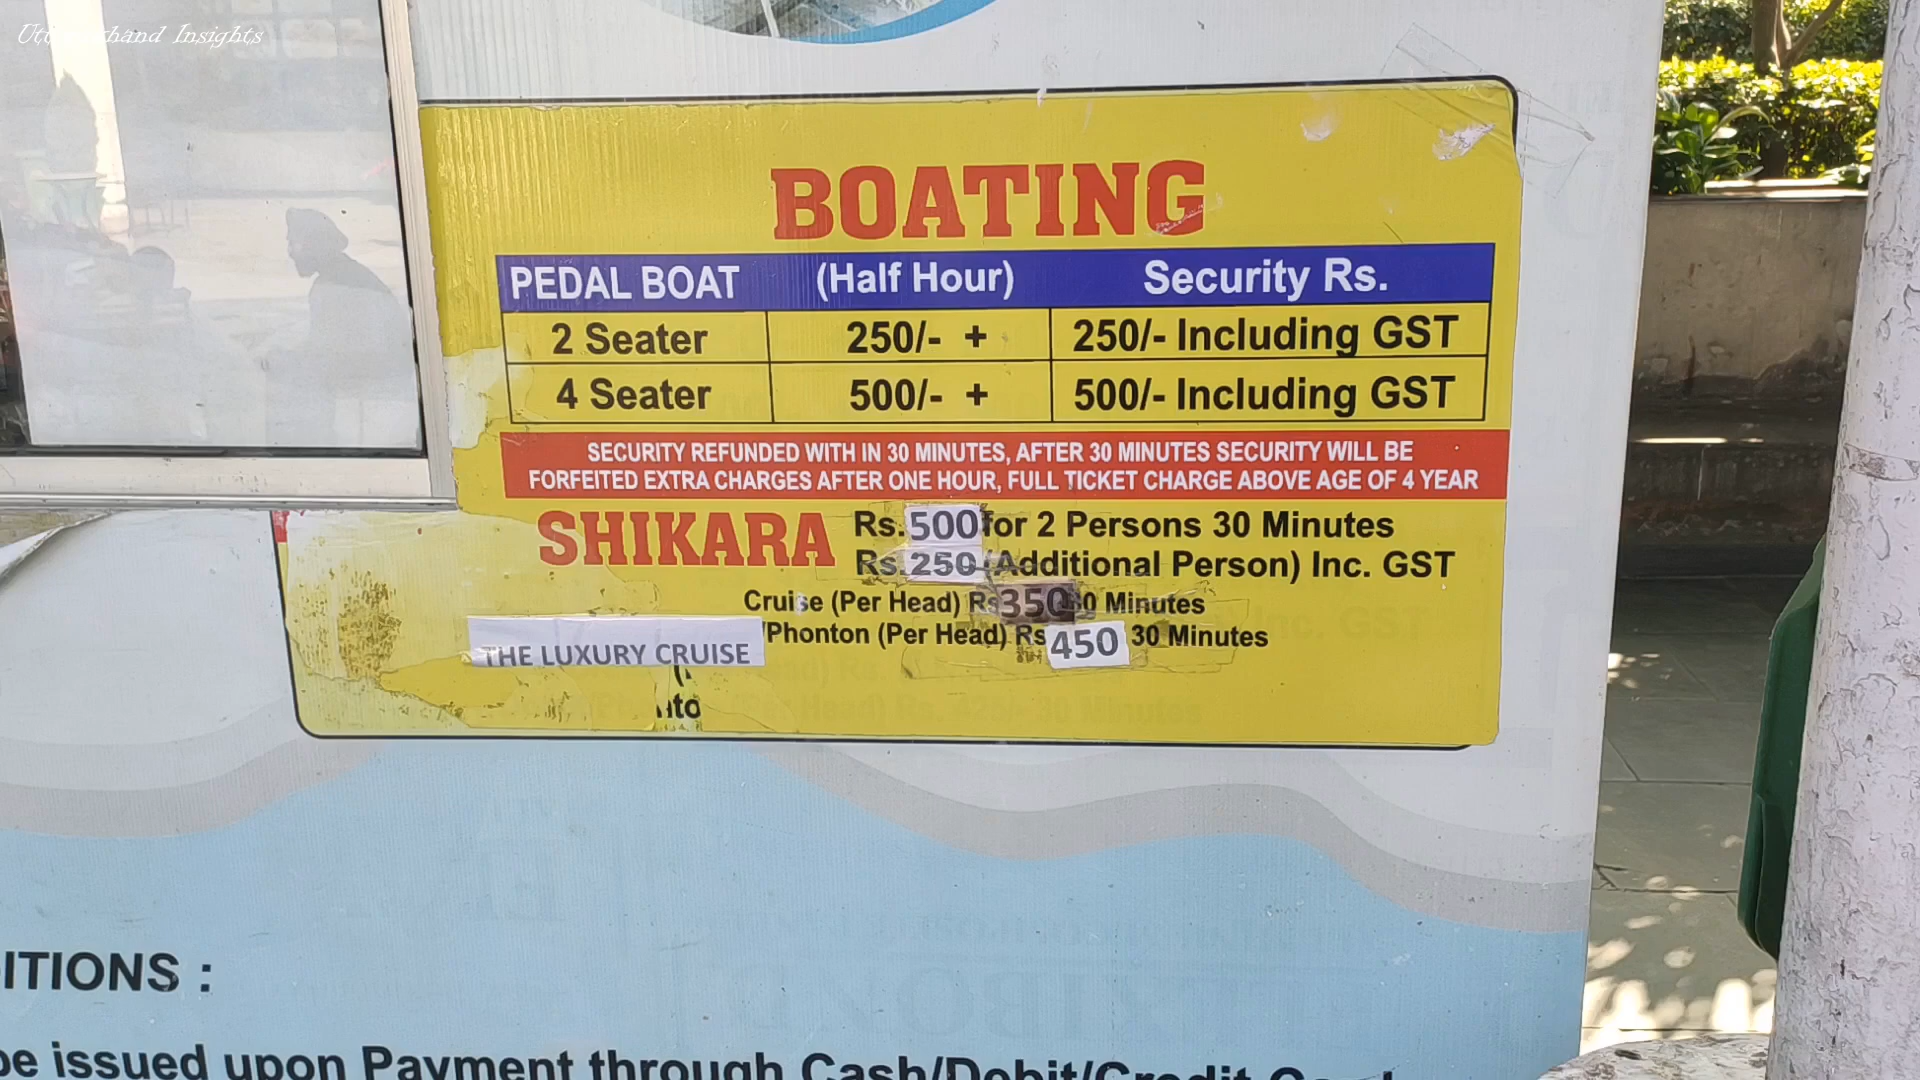 Uttarakhand Insights
BOATING
PEDAL BOAT (Half Hour) Security Rs.
2 Seater 250/- + 250/- Including GST
4 Seater 500/- + 500/- Including GST
SECURITY REFUNDED WITH IN 30 MINUTES, AFTER 30 MINUTES SECURITY WILL BE
FORFEITED EXTRA CHARGES AFTER ONE HOUR, FULL TICKET CHARGE ABOVE AGE OF 4 YEAR
SHIKARA Rs. 500 for 2 Persons 30 Minutes
Rs. 250 (Additional Person) Inc. GST
Cruise (Per Head) Rs 350 30 Minutes
THE LUXURY CRUISE /Phonton (Per Head) Rs 450 30 Minutes
ITIONS :
be issued upon Payment through Cash/Debit/Credit